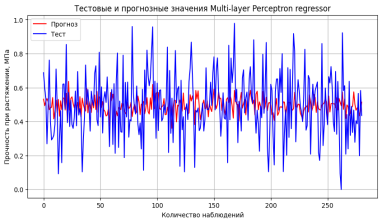 Тестовые и прогнозные значения Multi-layer Perceptron regressor
Прочность при растяжении, МПа
Прогноз
Тест
1.0
0.8
0.6
0.4
0.2
0.0
0 50 100 150 200 250
Количество наблюдений